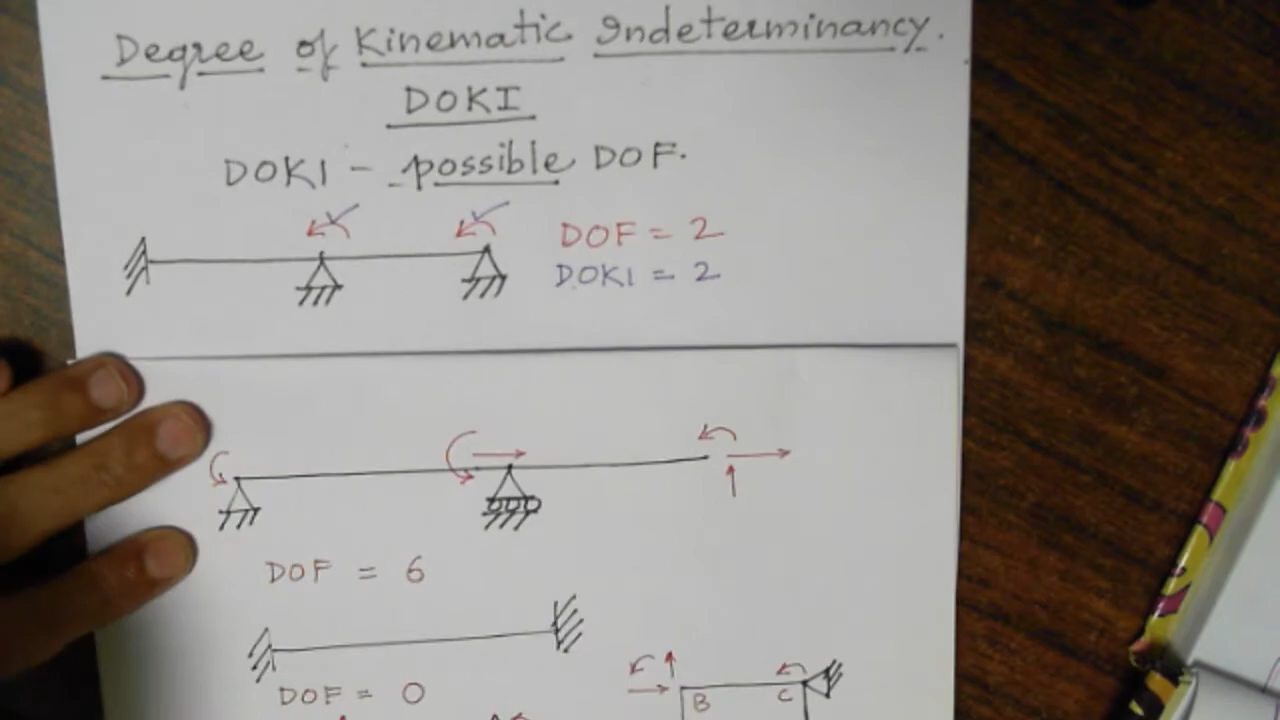 Degree of Kinematic Indeterminancy.
DOKI
DOKI - possible DOF.
DOF = 2
DOKI = 2
DOF = 6
DOF = 0
B C